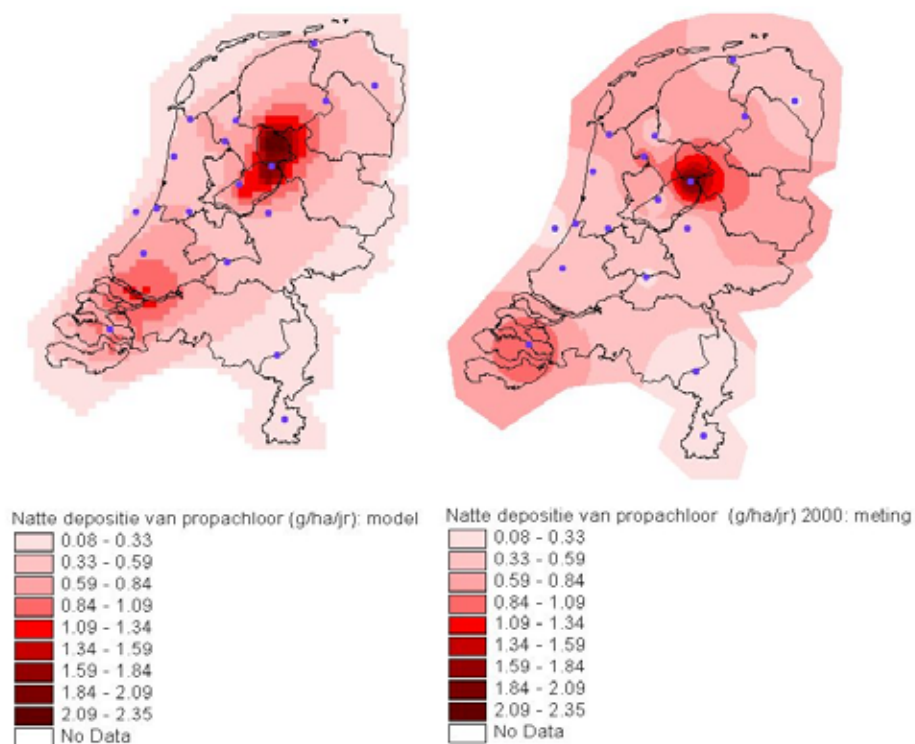 Natte depositie van propachloor (g/ha/jr): model
0.08 - 0.33
0.33 - 0.59
0.59 - 0.84
0.84 - 1.09
1.09 - 1.34
1.34 - 1.59
1.59 - 1.84
1.84 - 2.09
2.09 - 2.35
No Data
Natte depositie van propachloor (g/ha/jr) 2000: meting
0.08 - 0.33
0.33 - 0.59
0.59 - 0.84
0.84 - 1.09
1.09 - 1.34
1.34 - 1.59
1.59 - 1.84
1.84 - 2.09
2.09 - 2.35
No Data